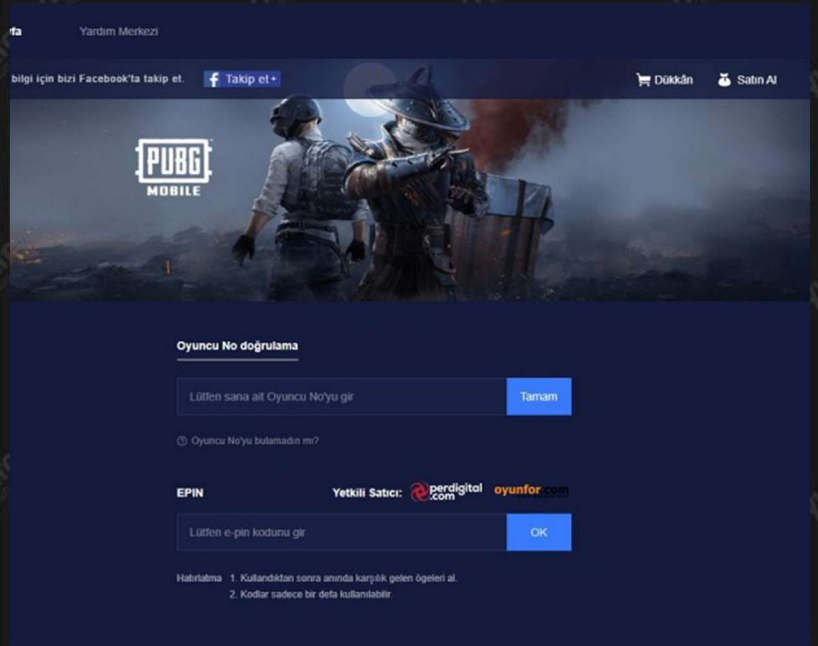 Yardım Merkezi
bilgi için bizi Facebook'ta takip et.
f Takip et+
Dükkân
Satın Al
PUBG
MOBILE
Oyuncu No doğrulama
Lütfen sana ait Oyuncu No'yu gir
Tamam
Oyuncu No'yu bulamadın mı?
EPIN
Yetkili Satıcı: perdigital .com oyunfor.com
Lütfen e-pin kodunu gir
OK
Hatırlatma 1. Kullandıktan sonra anında karşılık gelen ögeleri al.
2. Kodlar sadece bir defa kullanılabilir.